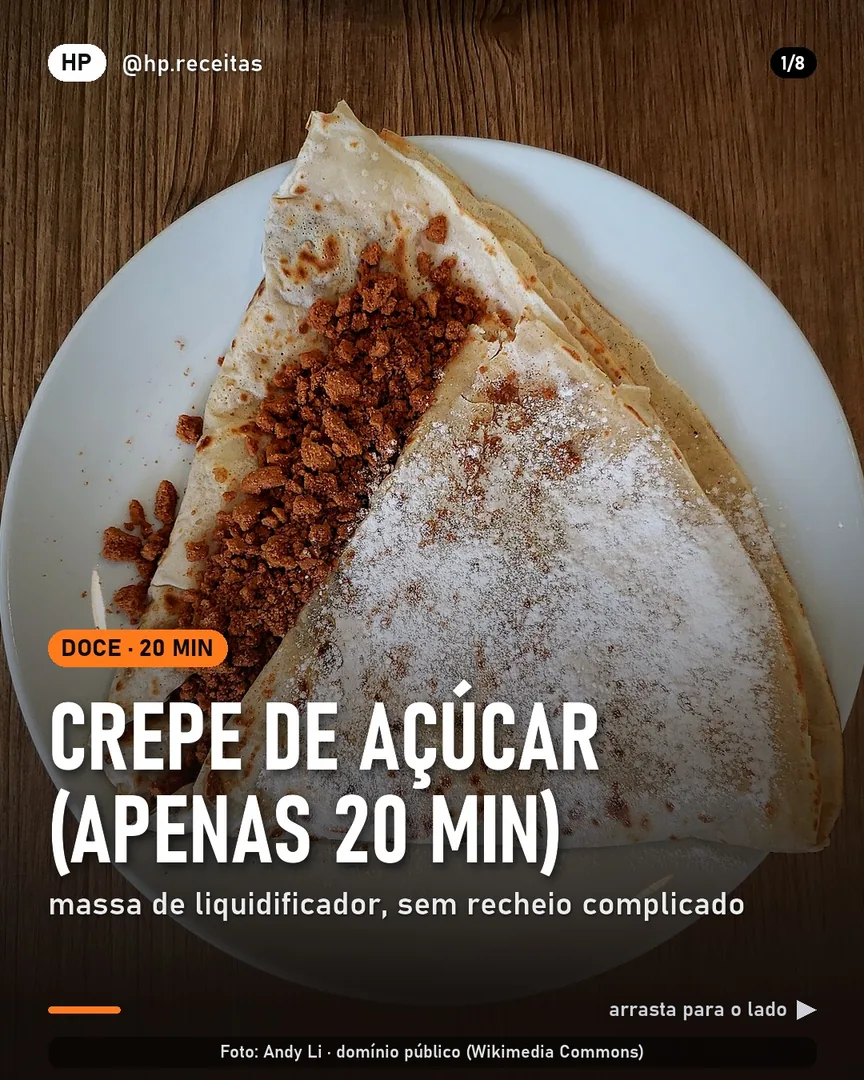 HP @hp.receitas
1/8
DOCE · 20 MIN
CREPE DE AÇÚCAR
(APENAS 20 MIN)
massa de liquidificador, sem recheio complicado
arrasta para o lado ▶
Foto: Andy Li · domínio público (Wikimedia Commons)